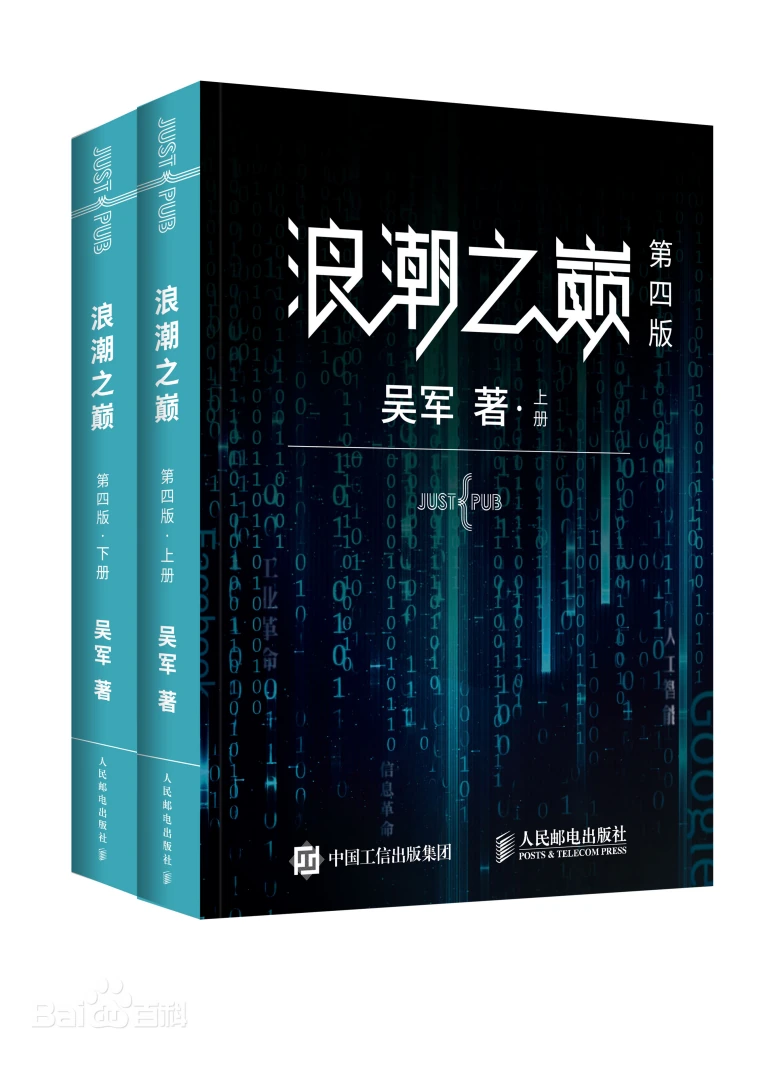 JUST PUB
浪潮之巅
第四版·下册
吴军 著
人民邮电出版社
JUST PUB
浪潮之巅
第四版·上册
吴军 著
人民邮电出版社
浪潮之巅
第四版
吴军 著·上册
JUST PUB
工业革命
人工智能
信息革命
Facebook
Google
中国工信出版集团
人民邮电出版社
POSTS & TELECOM PRESS
Bai百科